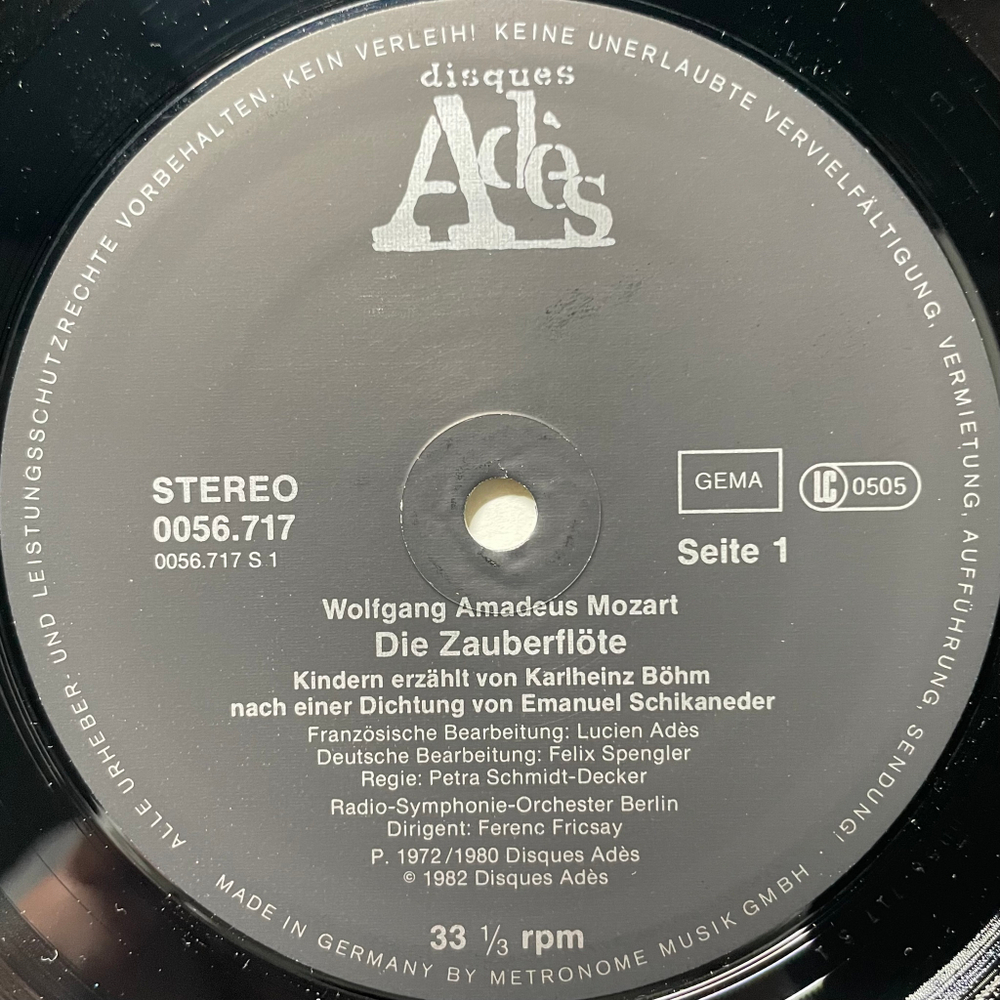 ALLE URHEBER- UND LEISTUNGSSCHUTZRECHTE VORBEHALTEN. KEIN VERLEIH! KEINE UNERLAUBTE VERVIELFÄLTIGUNG, VERMIETUNG, AUFFÜHRUNG, SENDUNG!
disques
Adès
STEREO
0056.717
0056.717 S 1
GEMA
LC 0505
Seite 1
Wolfgang Amadeus Mozart
Die Zauberflöte
Kindern erzählt von Karlheinz Böhm
nach einer Dichtung von Emanuel Schikaneder
Französische Bearbeitung: Lucien Adès
Deutsche Bearbeitung: Felix Spengler
Regie: Petra Schmidt-Decker
Radio-Symphonie-Orchester Berlin
Dirigent: Ferenc Fricsay
P. 1972/1980 Disques Adès
© 1982 Disques Adès
33 ⅓ rpm
MADE IN GERMANY BY METRONOME MUSIK GMBH ·